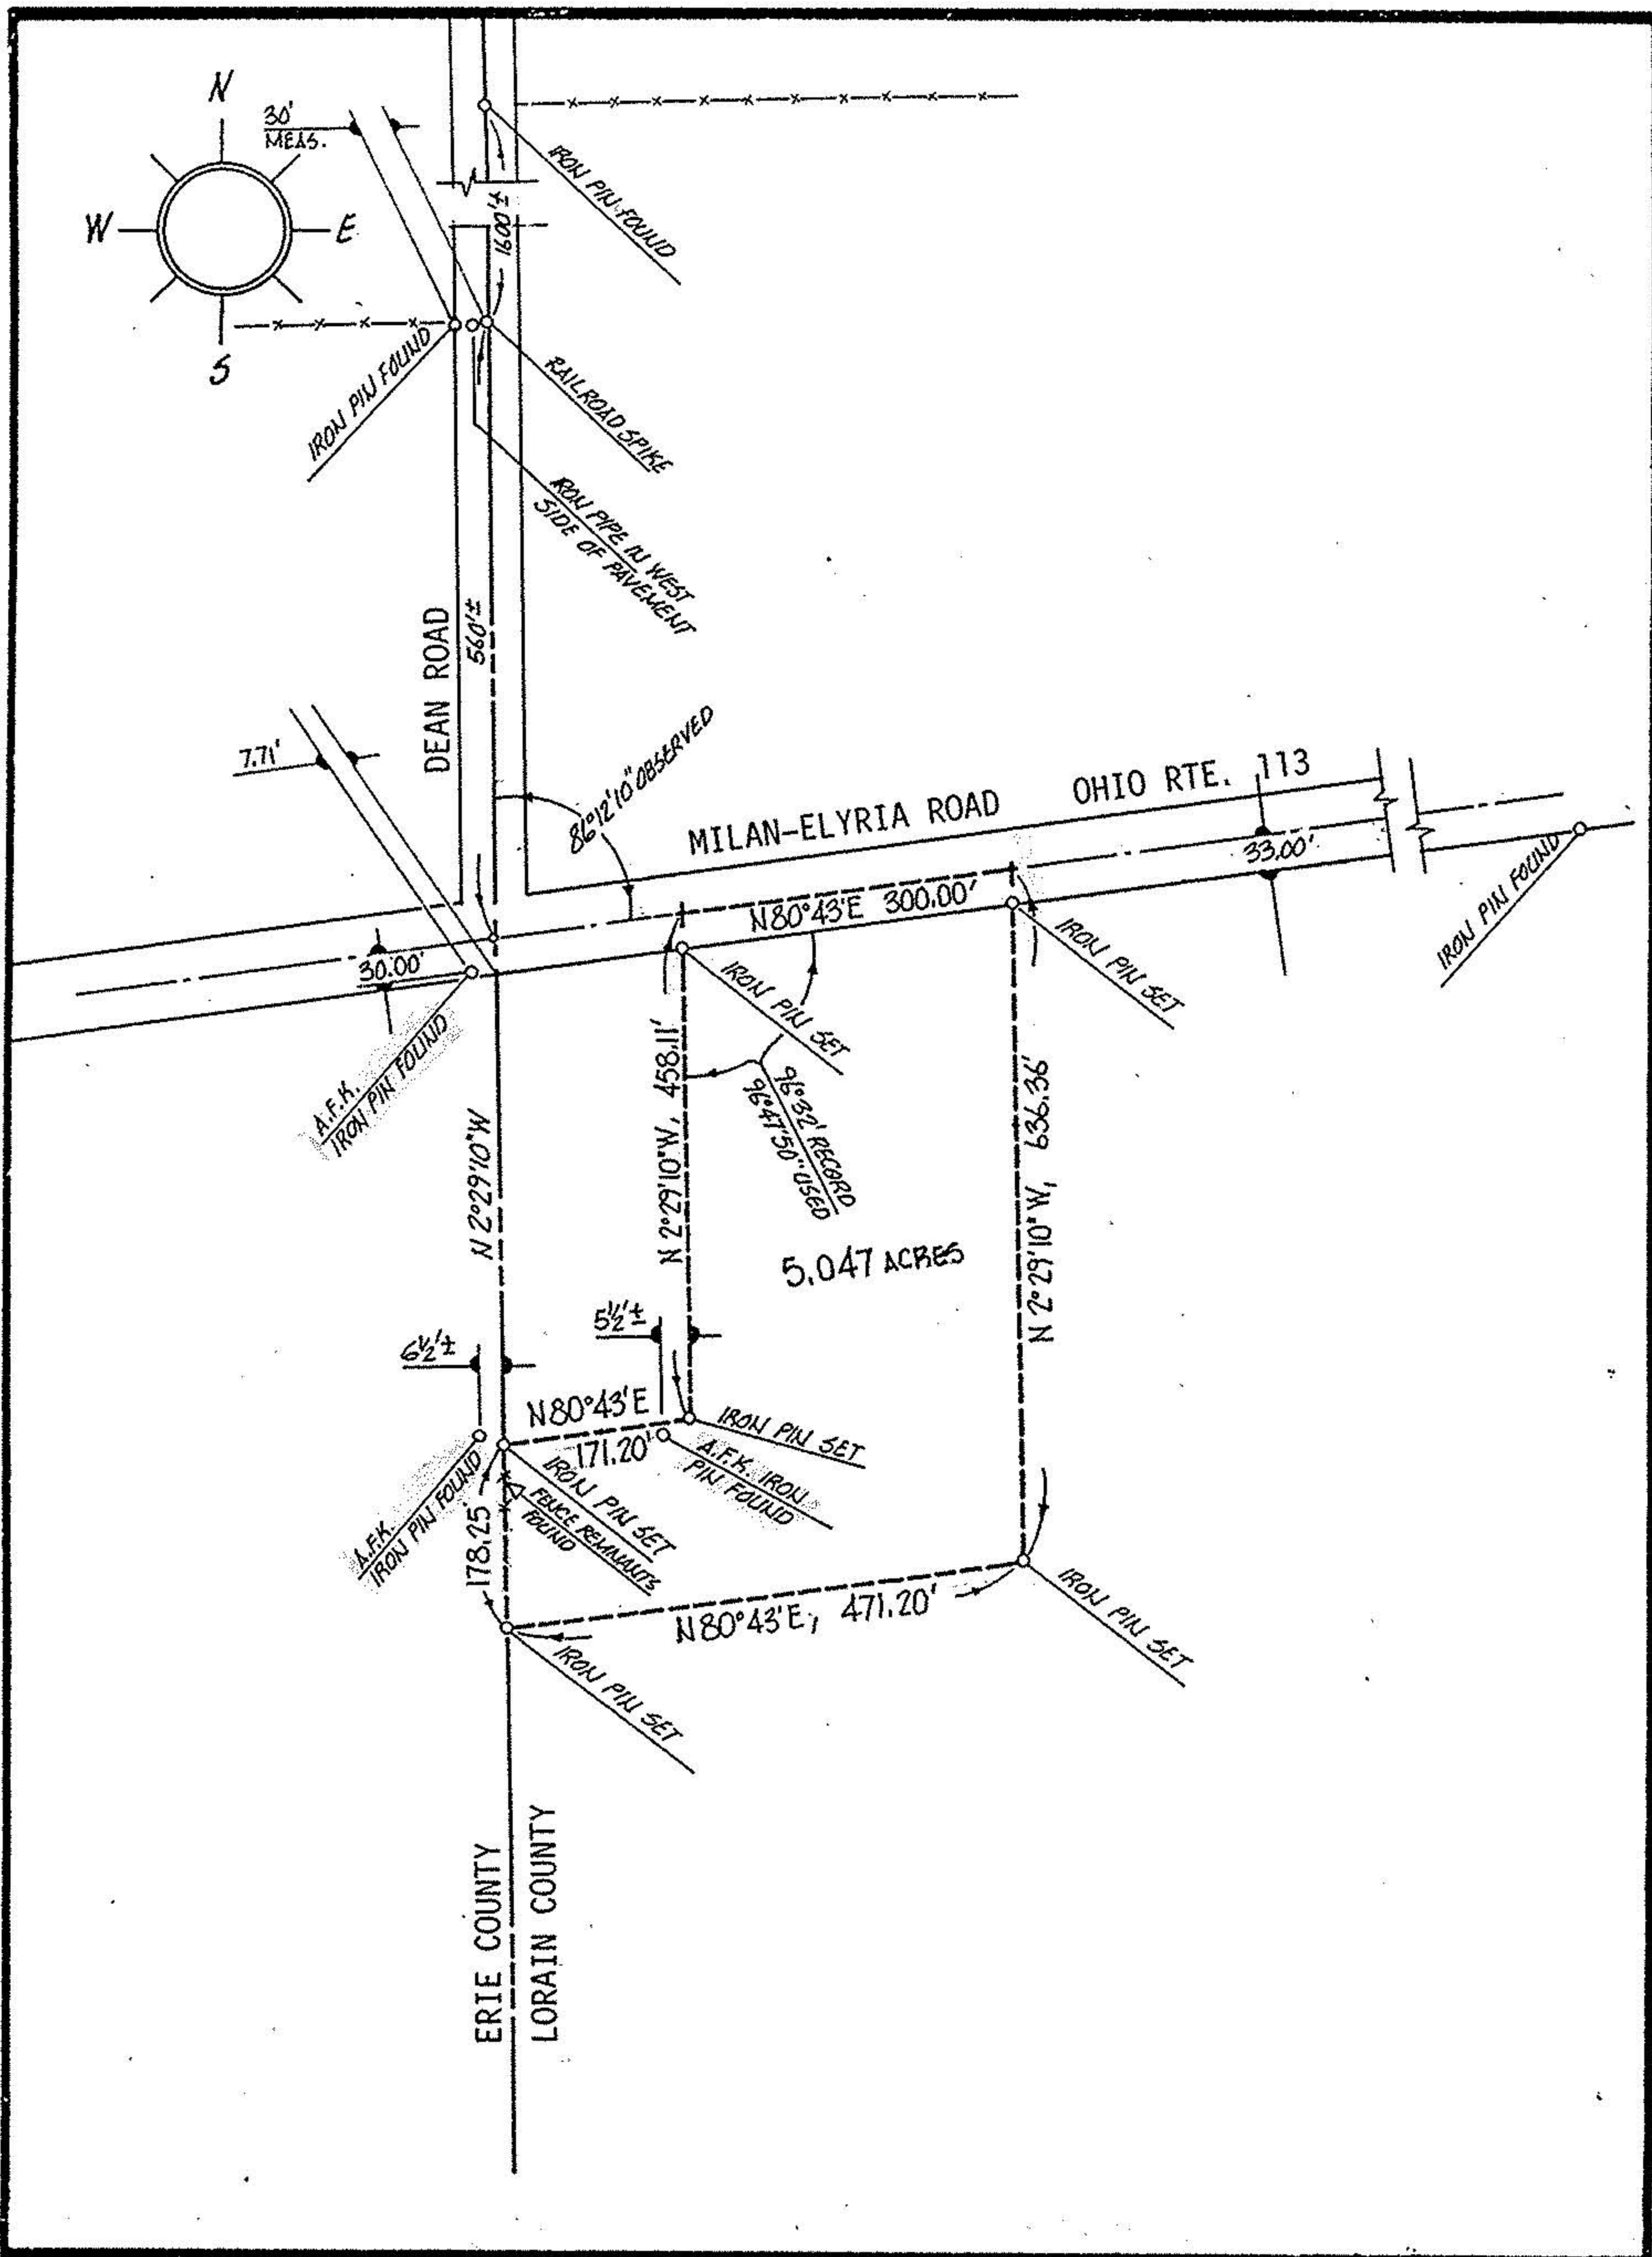 N
30'
MEAS.
W
E
S
IRON PIN FOUND
1600'±
IRON PIN FOUND
RAILROAD SPIKE
IRON PIPE IN WEST
SIDE OF PAVEMENT
DEAN ROAD
560'±
7.71'
86°12'10" OBSERVED
MILAN-ELYRIA ROAD OHIO RTE. 113
33.00'
IRON PIN FOUND
N80°43'E 300.00'
30.00'
IRON PIN SET
IRON PIN SET
A.F.K.
IRON PIN FOUND
N 2°29'10"W
N 2°29'10"W, 458.11'
96°32' RECORD
96°47'50" USED
N 2°29'10"W, 636.36'
5.047 ACRES
5½'±
6½'±
N80°43'E
171.20'
IRON PIN SET
A.F.K. IRON
PIN FOUND
A.F.K.
IRON PIN FOUND
178.25'
IRON PIN SET
FENCE REMNANTS
FOUND
N80°43'E, 471.20'
IRON PIN SET
IRON PIN SET
ERIE COUNTY
LORAIN COUNTY